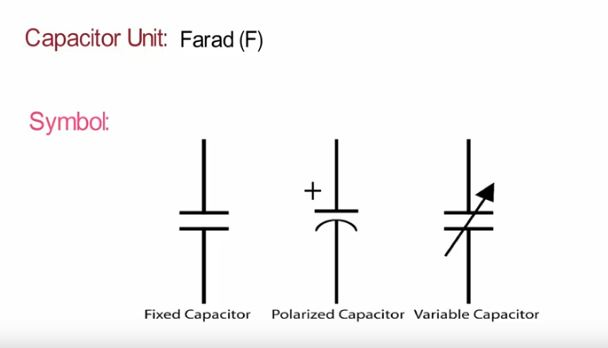 Capacitor Unit: Farad (F)
Symbol:
+
Fixed Capacitor Polarized Capacitor Variable Capacitor